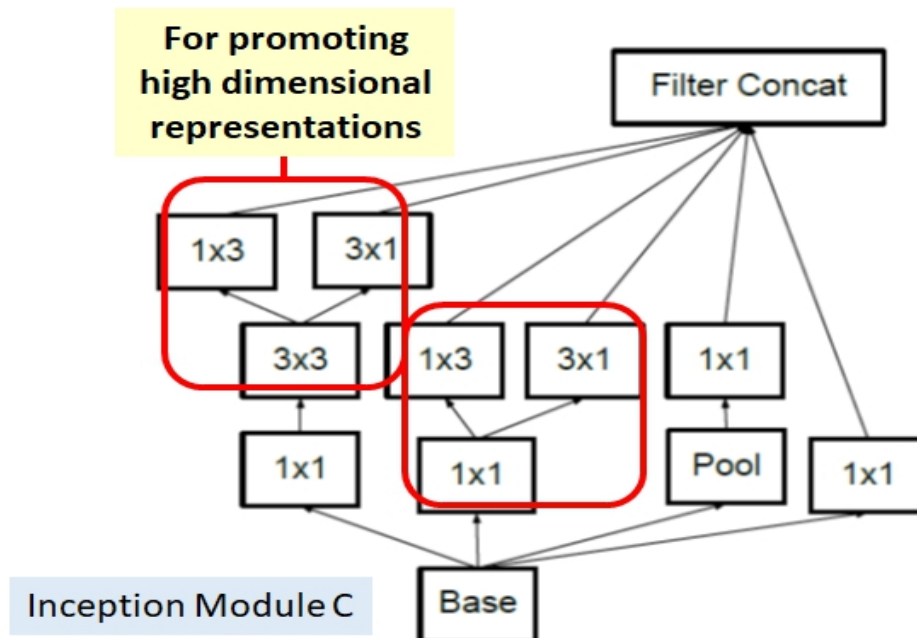 For promoting
high dimensional
representations
Filter Concat
1x3
3x1
3x3
1x3
3x1
1x1
1x1
1x1
Pool
1x1
Inception Module C
Base